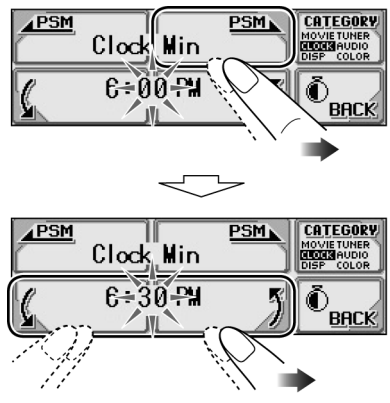 PSM PSM CATEGORY
Clock Min MOVIE TUNER
CLOCK AUDIO
DISP COLOR
6:00 PM
BACK
PSM PSM CATEGORY
Clock Min MOVIE TUNER
CLOCK AUDIO
DISP COLOR
6:30 PM
BACK